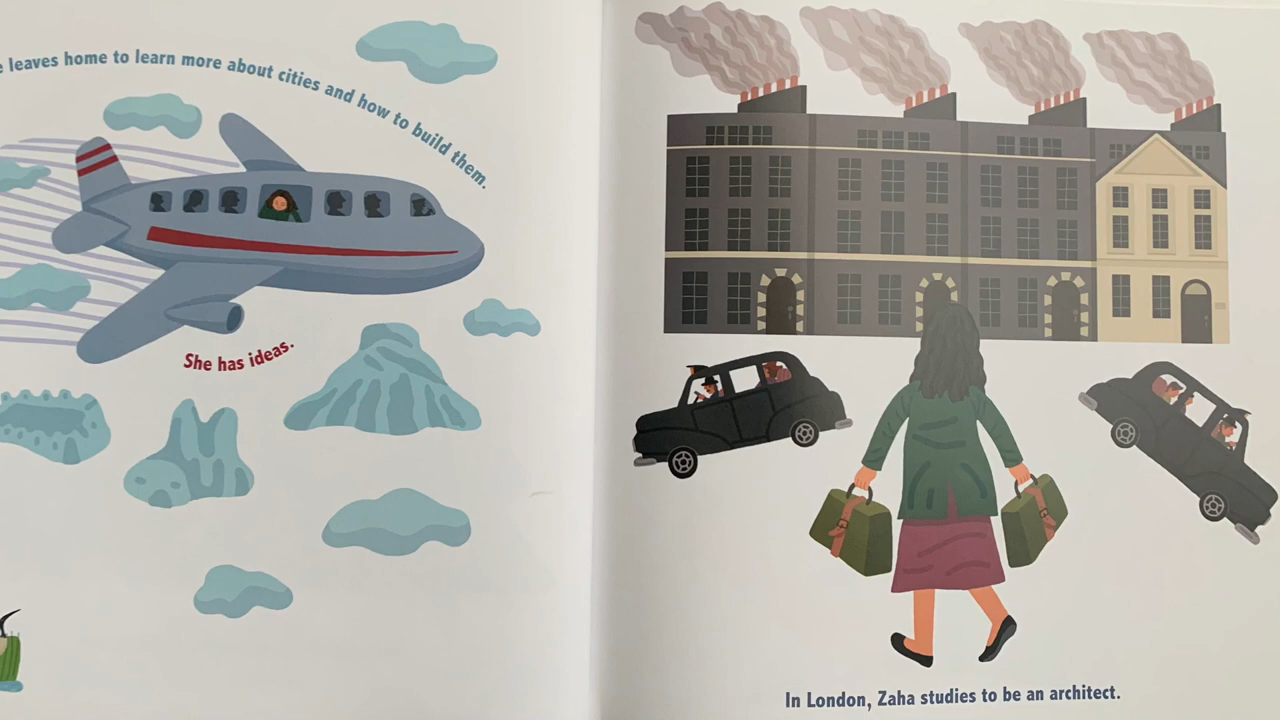 leaves home to learn more about cities and how to build them.
She has ideas.
In London, Zaha studies to be an architect.